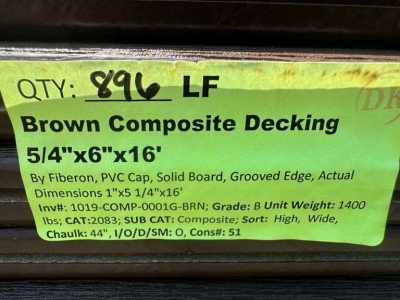 QTY: 896 LF
Brown Composite Decking
5/4"x6"x16'
By Fiberon, PVC Cap, Solid Board, Grooved Edge, Actual
Dimensions 1"x5 1/4"x16'
Inv#: 1019-COMP-0001G-BRN; Grade: B Unit Weight: 1400
lbs; CAT:2083; SUB CAT: Composite; Sort: High, Wide,
Chaulk: 44", I/O/D/SM: O, Cons#: 51